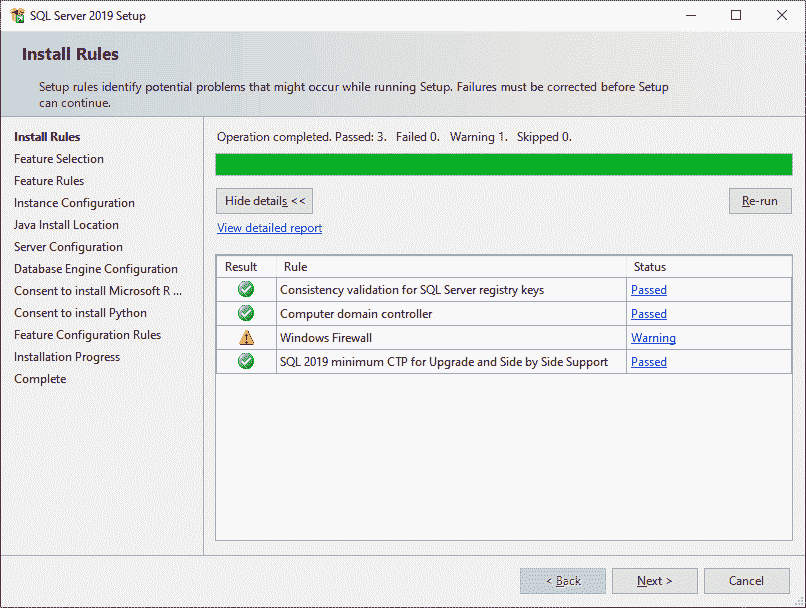 SQL Server 2019 Setup
Install Rules
Setup rules identify potential problems that might occur while running Setup. Failures must be corrected before Setup
can continue.
Install Rules
Feature Selection
Feature Rules
Instance Configuration
Java Install Location
Server Configuration
Database Engine Configuration
Consent to install Microsoft R ...
Consent to install Python
Feature Configuration Rules
Installation Progress
Complete
Operation completed. Passed: 3.   Failed 0.   Warning 1.   Skipped 0.
Hide details << Re-run
View detailed report
Result Rule Status
Consistency validation for SQL Server registry keys Passed
Computer domain controller Passed
Windows Firewall Warning
SQL 2019 minimum CTP for Upgrade and Side by Side Support Passed
< Back Next > Cancel